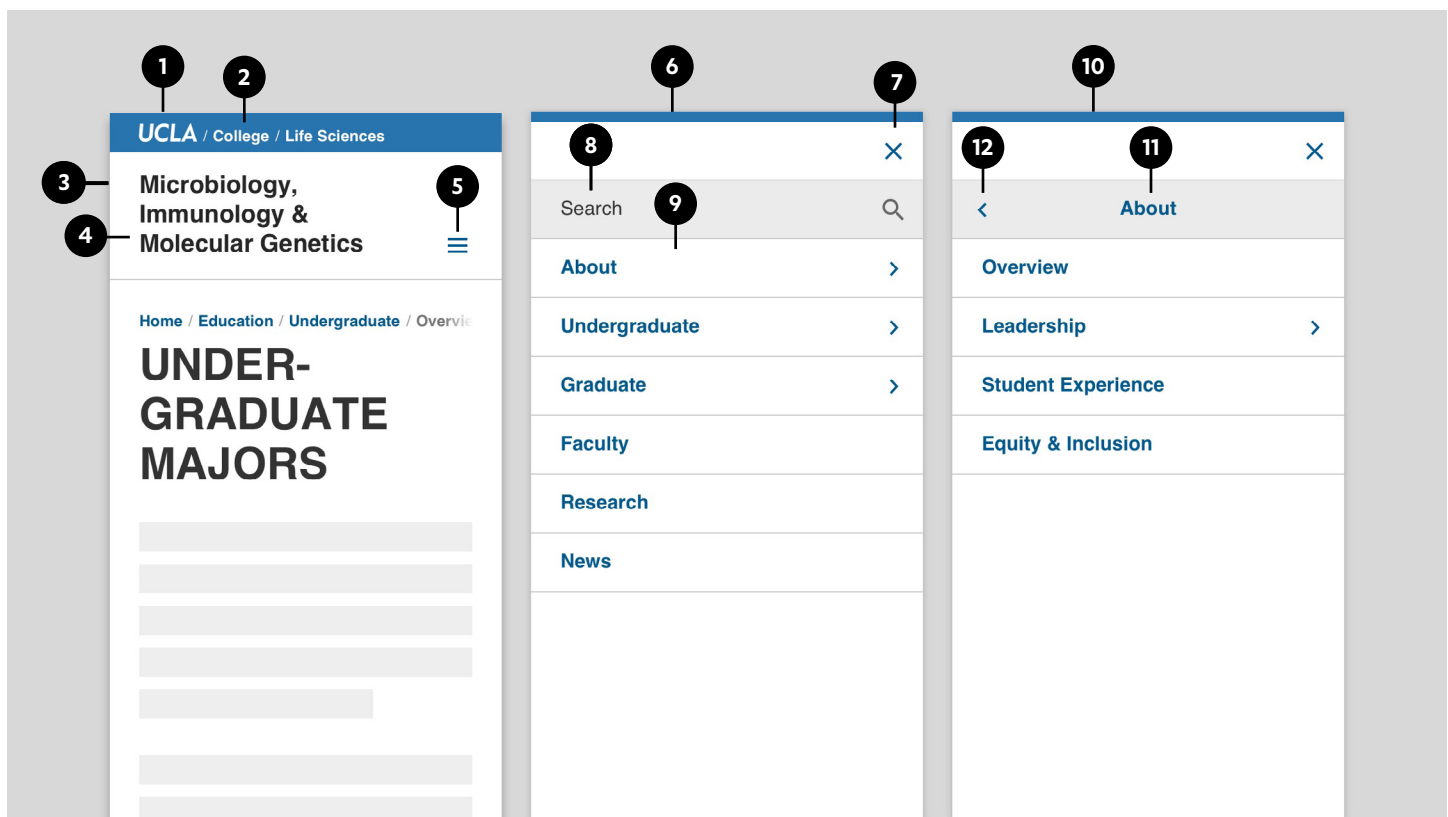 1
2
6
7
10
UCLA / College / Life Sciences
3
Microbiology,
Immunology &
Molecular Genetics
4
5
Home / Education / Undergraduate / Overvie
UNDER-
GRADUATE
MAJORS
8
Search
9
About
Undergraduate
Graduate
Faculty
Research
News
12
11
About
Overview
Leadership
Student Experience
Equity & Inclusion